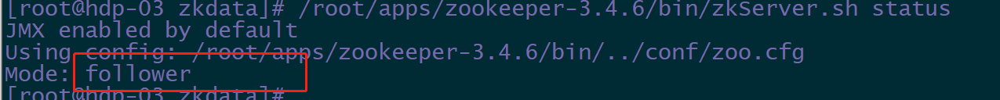 [root@hdp-03 zkdata]# /root/apps/zookeeper-3.4.6/bin/zkServer.sh status
JMX enabled by default
Using config: /root/apps/zookeeper-3.4.6/bin/../conf/zoo.cfg
Mode: follower
[root@hdp-03 zkdata]#